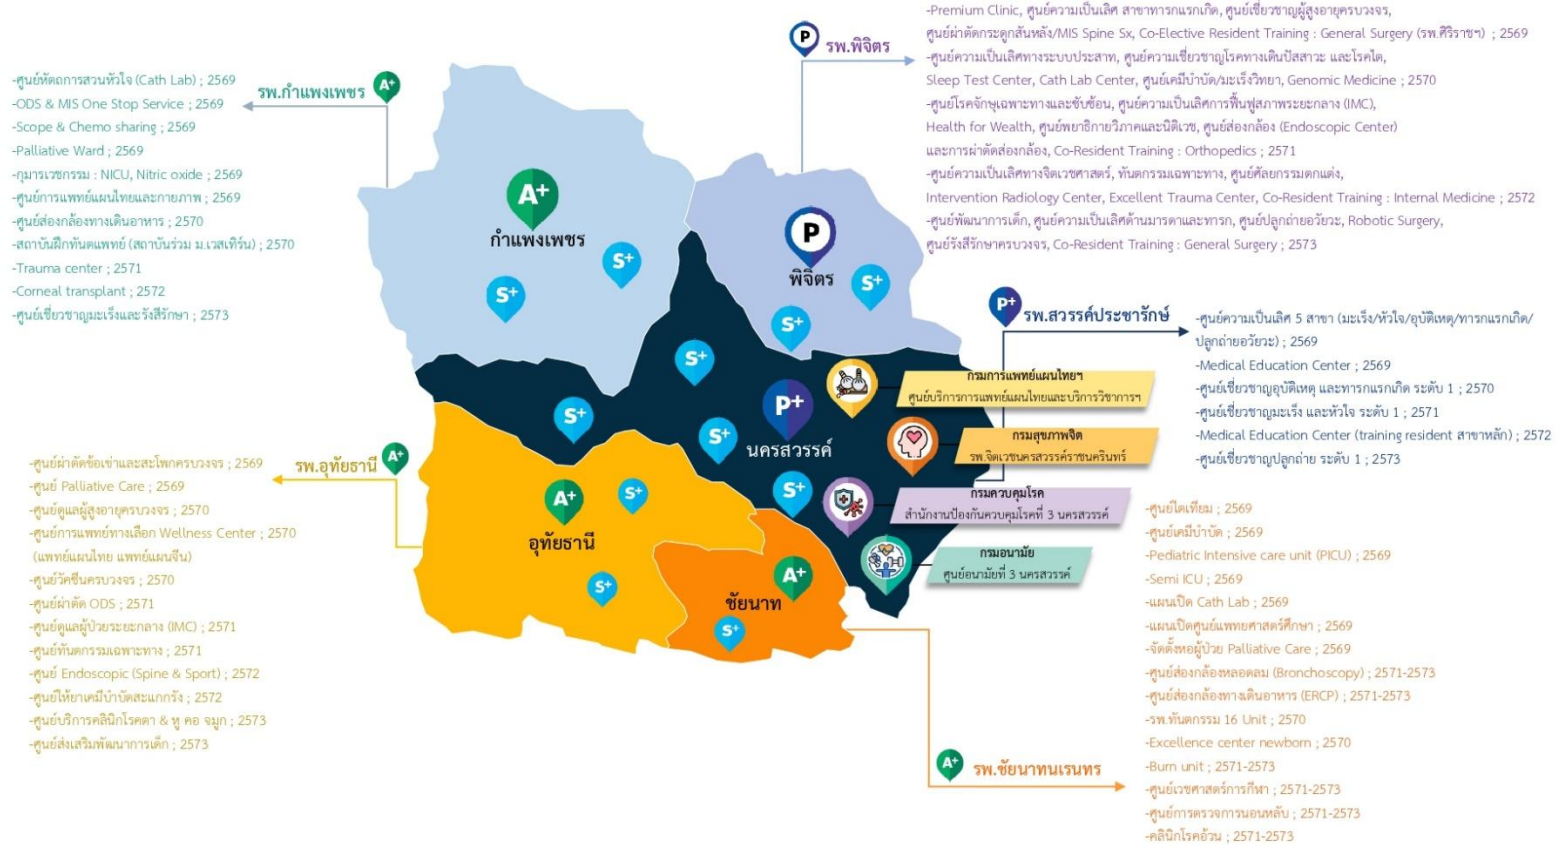 -Premium Clinic, ศูนย์ความเป็นเลิศ สาขาทารกแรกเกิด, ศูนย์เชี่ยวชาญผู้สูงอายุครบวงจร,
ศูนย์ผ่าตัดกระดูกสันหลัง/MIS Spine Sx, Co-Elective Resident Training : General Surgery (รพ.ศิริราชฯ) ; 2569
-ศูนย์ความเป็นเลิศทางระบบประสาท, ศูนย์ความเชี่ยวชาญโรคทางเดินปัสสาวะ และโรคไต,
Sleep Test Center, Cath Lab Center, ศูนย์เคมีบำบัด/มะเร็งวิทยา, Genomic Medicine ; 2570
-ศูนย์โรคจักษุเฉพาะทางและซับซ้อน, ศูนย์ความเป็นเลิศการฟื้นฟูสภาพระยะกลาง (IMC),
Health for Wealth, ศูนย์พยาธิกายวิภาคและนิติเวช, ศูนย์ส่องกล้อง (Endoscopic Center)
และการผ่าตัดส่องกล้อง, Co-Resident Training : Orthopedics ; 2571
-ศูนย์ความเป็นเลิศทางจิตเวชศาสตร์, ทันตกรรมเฉพาะทาง, ศูนย์ศัลยกรรมตกแต่ง,
Intervention Radiology Center, Excellent Trauma Center, Co-Resident Training : Internal Medicine ; 2572
-ศูนย์พัฒนาการเด็ก, ศูนย์ความเป็นเลิศด้านมารดาและทารก, ศูนย์ปลูกถ่ายอวัยวะ, Robotic Surgery,
ศูนย์รังสีรักษาครบวงจร, Co-Resident Training : General Surgery ; 2573
P รพ.พิจิตร
รพ.กำแพงเพชร A+
-ศูนย์หัตถการสวนหัวใจ (Cath Lab) ; 2569
-ODS & MIS One Stop Service ; 2569
-Scope & Chemo sharing ; 2569
-Palliative Ward ; 2569
-กุมารเวชกรรม : NICU, Nitric oxide ; 2569
-ศูนย์การแพทย์แผนไทยและกายภาพ ; 2569
-ศูนย์ส่องกล้องทางเดินอาหาร ; 2570
-สถาบันฝึกทันตแพทย์ (สถาบันร่วม ม.เวสเทิร์น) ; 2570
-Trauma center ; 2571
-Corneal transplant ; 2572
-ศูนย์เชี่ยวชาญมะเร็งและรังสีรักษา ; 2573
A+
กำแพงเพชร
S+
S+
P
พิจิตร
S+
S+
P+ รพ.สวรรค์ประชารักษ์
-ศูนย์ความเป็นเลิศ 5 สาขา (มะเร็ง/หัวใจ/อุบัติเหตุ/ทารกแรกเกิด/
ปลูกถ่ายอวัยวะ) ; 2569
-Medical Education Center ; 2569
-ศูนย์เชี่ยวชาญอุบัติเหตุ และทารกแรกเกิด ระดับ 1 ; 2570
-ศูนย์เชี่ยวชาญมะเร็ง และหัวใจ ระดับ 1 ; 2571
-Medical Education Center (training resident สาขาหลัก) ; 2572
-ศูนย์เชี่ยวชาญปลูกถ่าย ระดับ 1 ; 2573
S+
S+
S+
S+
P+
นครสวรรค์
กรมการแพทย์แผนไทยฯ
ศูนย์บริการการแพทย์แผนไทยและบริการวิชาการฯ
กรมสุขภาพจิต
รพ.จิตเวชนครสวรรค์ราชนครินทร์
กรมควบคุมโรค
สำนักงานป้องกันควบคุมโรคที่ 3 นครสวรรค์
กรมอนามัย
ศูนย์อนามัยที่ 3 นครสวรรค์
รพ.อุทัยธานี A+
-ศูนย์ผ่าตัดข้อเข่าและสะโพกครบวงจร ; 2569
-ศูนย์ Palliative Care ; 2569
-ศูนย์ดูแลผู้สูงอายุครบวงจร ; 2570
-ศูนย์การแพทย์ทางเลือก Wellness Center ; 2570
(แพทย์แผนไทย แพทย์แผนจีน)
-ศูนย์วัคซีนครบวงจร ; 2570
-ศูนย์ผ่าตัด ODS ; 2571
-ศูนย์ดูแลผู้ป่วยระยะกลาง (IMC) ; 2571
-ศูนย์ทันตกรรมเฉพาะทาง ; 2571
-ศูนย์ Endoscopic (Spine & Sport) ; 2572
-ศูนย์ให้ยาเคมีบำบัดสะแกกรัง ; 2572
-ศูนย์บริการคลินิกโรคตา & หู คอ จมูก ; 2573
-ศูนย์ส่งเสริมพัฒนาการเด็ก ; 2573
A+
อุทัยธานี
S+
S+
A+
ชัยนาท
S+
A+ รพ.ชัยนาทนเรนทร
-ศูนย์ไตเทียม ; 2569
-ศูนย์เคมีบำบัด ; 2569
-Pediatric Intensive care unit (PICU) ; 2569
-Semi ICU ; 2569
-แผนเปิด Cath Lab ; 2569
-แผนเปิดศูนย์แพทยศาสตร์ศึกษา ; 2569
-จัดตั้งหอผู้ป่วย Palliative Care ; 2569
-ศูนย์ส่องกล้องหลอดลม (Bronchoscopy) ; 2571-2573
-ศูนย์ส่องกล้องทางเดินอาหาร (ERCP) ; 2571-2573
-รพ.ทันตกรรม 16 Unit ; 2570
-Excellence center newborn ; 2570
-Burn unit ; 2571-2573
-ศูนย์เวชศาสตร์การกีฬา ; 2571-2573
-ศูนย์การตรวจการนอนหลับ ; 2571-2573
-คลินิกโรคอ้วน ; 2571-2573